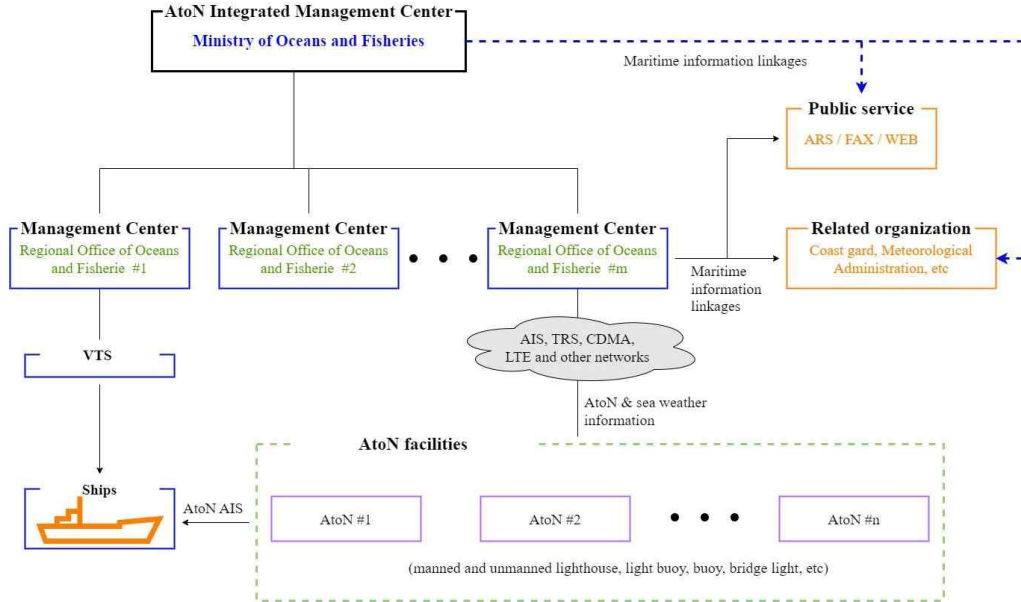 AtoN Integrated Management Center
Ministry of Oceans and Fisheries
Maritime information linkages
Public service
ARS / FAX / WEB
Management Center
Regional Office of Oceans
and Fisherie #1
Management Center
Regional Office of Oceans
and Fisherie #2
Management Center
Regional Office of Oceans
and Fisherie #m
Maritime
information
linkages
Related organization
Coast gard, Meteorological
Administration, etc
AIS, TRS, CDMA,
LTE and other networks
VTS
AtoN & sea weather
information
AtoN facilities
Ships
AtoN AIS
AtoN #1
AtoN #2
AtoN #n
(manned and unmanned lighthouse, light buoy, buoy, bridge light, etc)